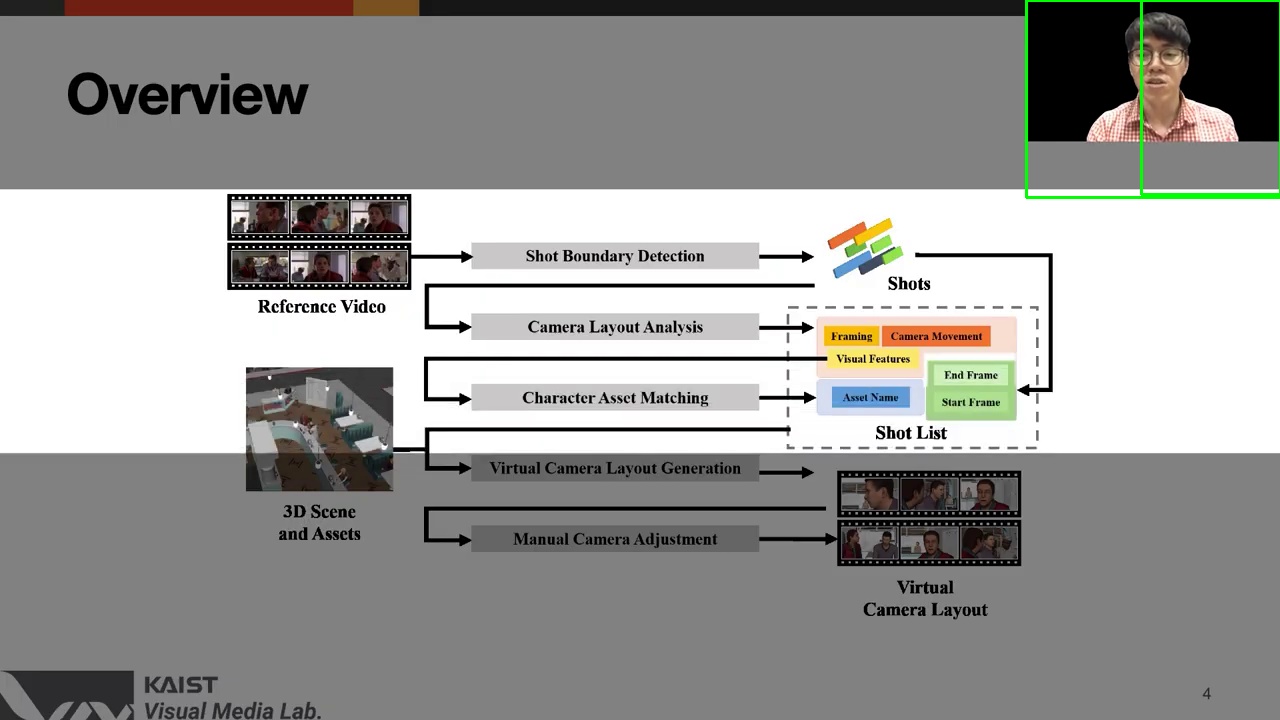 Overview
Reference Video
Shot Boundary Detection
Shots
Camera Layout Analysis
Framing
Camera Movement
Visual Features
Character Asset Matching
Asset Name
End Frame
Start Frame
Shot List
3D Scene
and Assets
Virtual Camera Layout Generation
Manual Camera Adjustment
Virtual
Camera Layout
KAIST
Visual Media Lab.
4